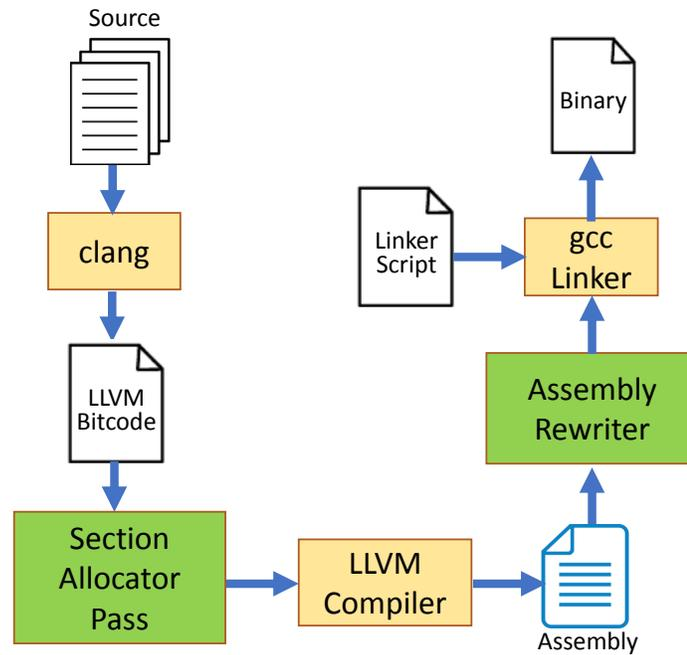 Source
clang
LLVM
Bitcode
Section
Allocator
Pass
LLVM
Compiler
Assembly
Assembly
Rewriter
Linker
Script
gcc
Linker
Binary